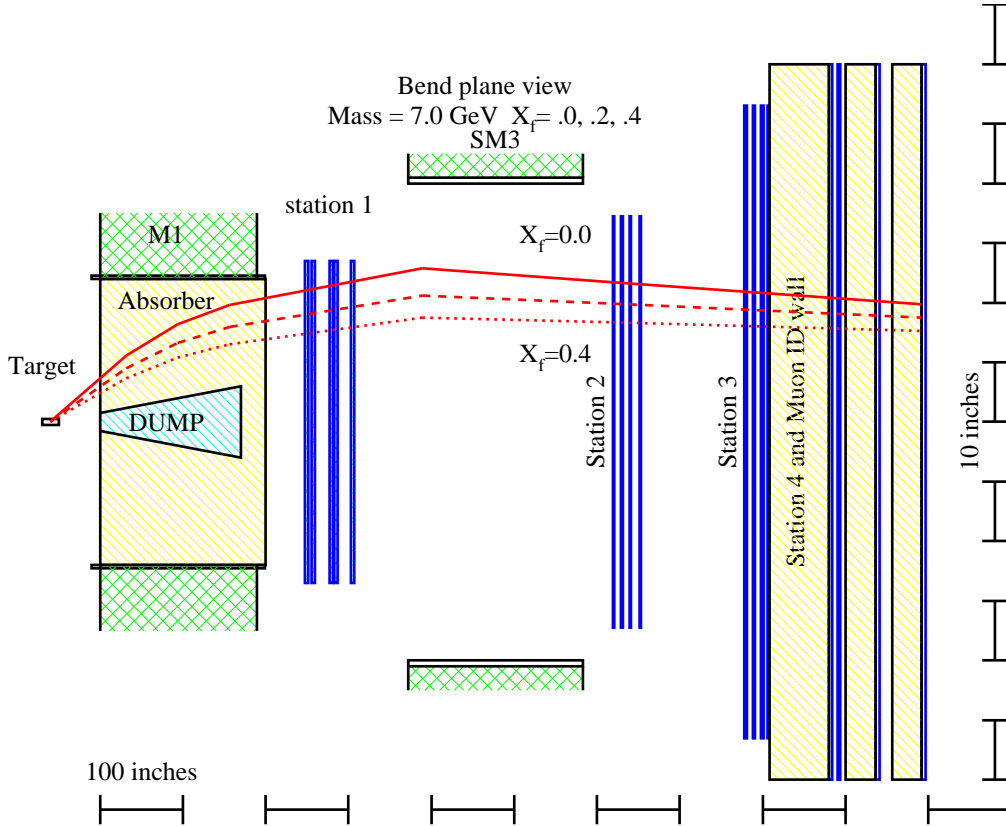 Bend plane view
Mass = 7.0 GeV X_f= .0, .2, .4
SM3
station 1
M1
X_f=0.0
Absorber
Target
X_f=0.4
DUMP
Station 2
Station 3
Station 4 and Muon ID wall
10 inches
100 inches